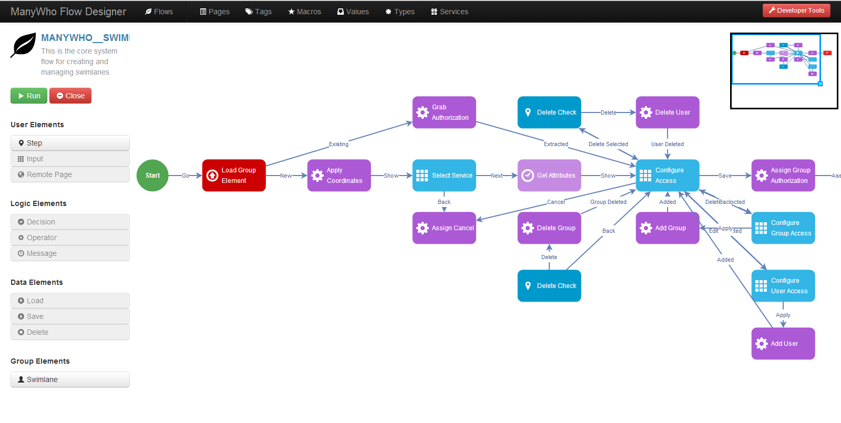 ManyWho Flow Designer
Flows
Pages
Tags
Macros
Values
Types
Services
Developer Tools
MANYWHO__SWIM
This is the core system
flow for creating and
managing swimlanes
Run
Close
User Elements
Step
Input
Remote Page
Logic Elements
Decision
Operator
Message
Data Elements
Load
Save
Delete
Group Elements
Swimlane
Start
Go
Load Group
Element
Existing
New
Grab
Authorization
Apply
Coordinates
Show
Select Service
Back
Assign Cancel
Next
Get Attributes
Extracted
Show
Cancel
Delete Check
Delete
Delete User
Delete Selected
User Deleted
Configure
Access
Save
Assign Group
Authorization
Group Deleted
Delete Group
Delete
Delete Check
Back
Added
Add Group
Apply
Configure
Group Access
Configure
User Access
Added
Apply
Add User